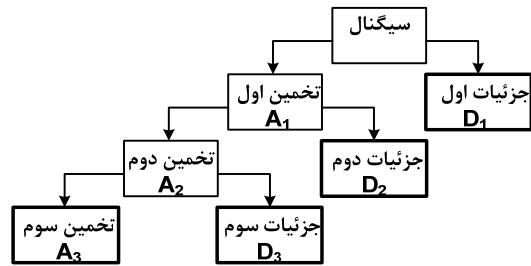 سیگنال
تخمین اول
A1
جزئیات اول
D1
تخمین دوم
A2
جزئیات دوم
D2
تخمین سوم
A3
جزئیات سوم
D3